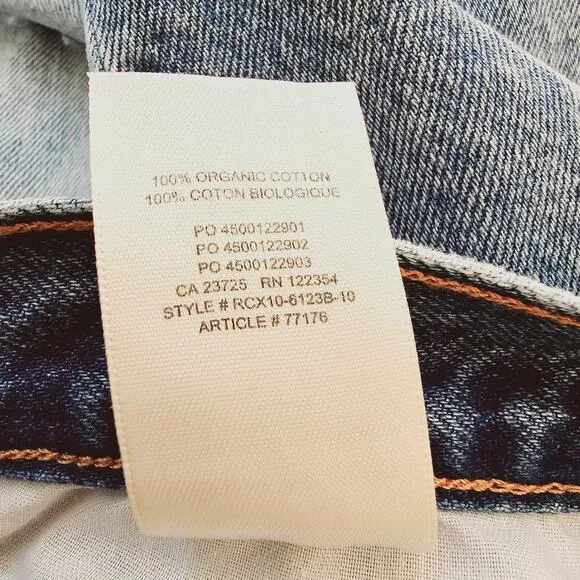 100% ORGANIC COTTON
100% COTON BIOLOGIQUE
PO 4500122901
PO 4500122902
PO 4500122903
CA 23725 RN 122354
STYLE # RCX10-6123B-10
ARTICLE # 77176